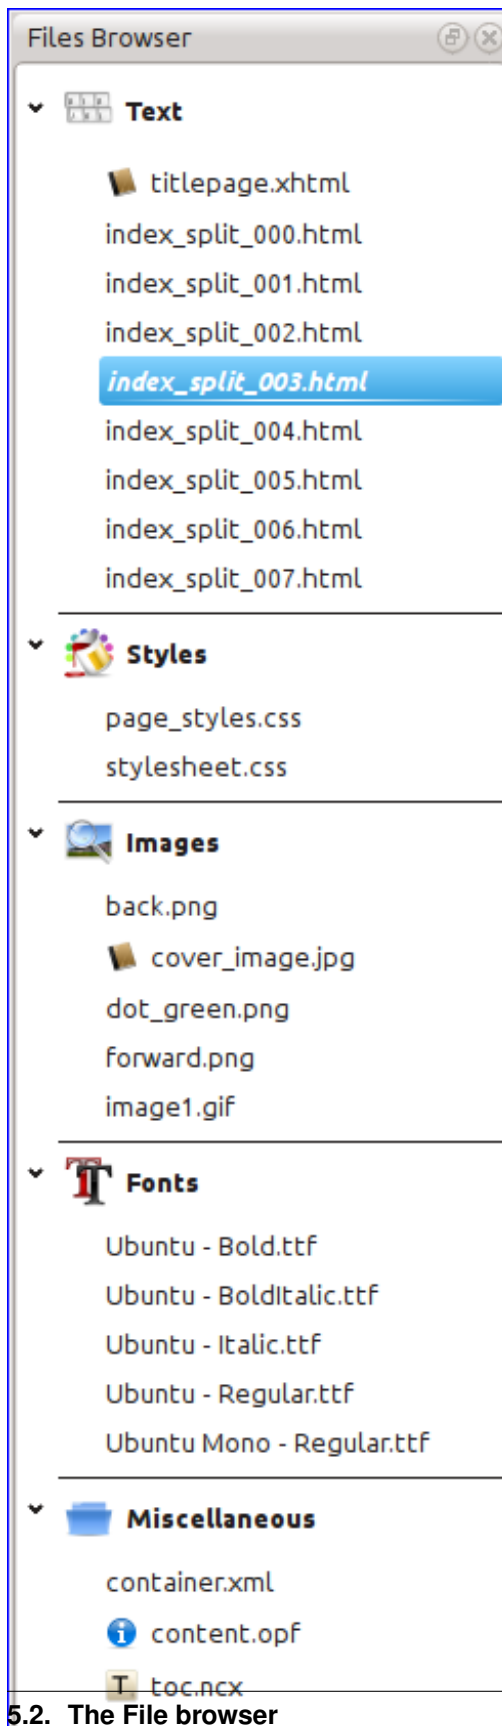 Files Browser
Text
titlepage.xhtml
index_split_000.html
index_split_001.html
index_split_002.html
index_split_003.html
index_split_004.html
index_split_005.html
index_split_006.html
index_split_007.html
Styles
page_styles.css
stylesheet.css
Images
back.png
cover_image.jpg
dot_green.png
forward.png
image1.gif
Fonts
Ubuntu - Bold.ttf
Ubuntu - BoldItalic.ttf
Ubuntu - Italic.ttf
Ubuntu - Regular.ttf
Ubuntu Mono - Regular.ttf
Miscellaneous
container.xml
content.opf
toc.ncx
5.2. The File browser